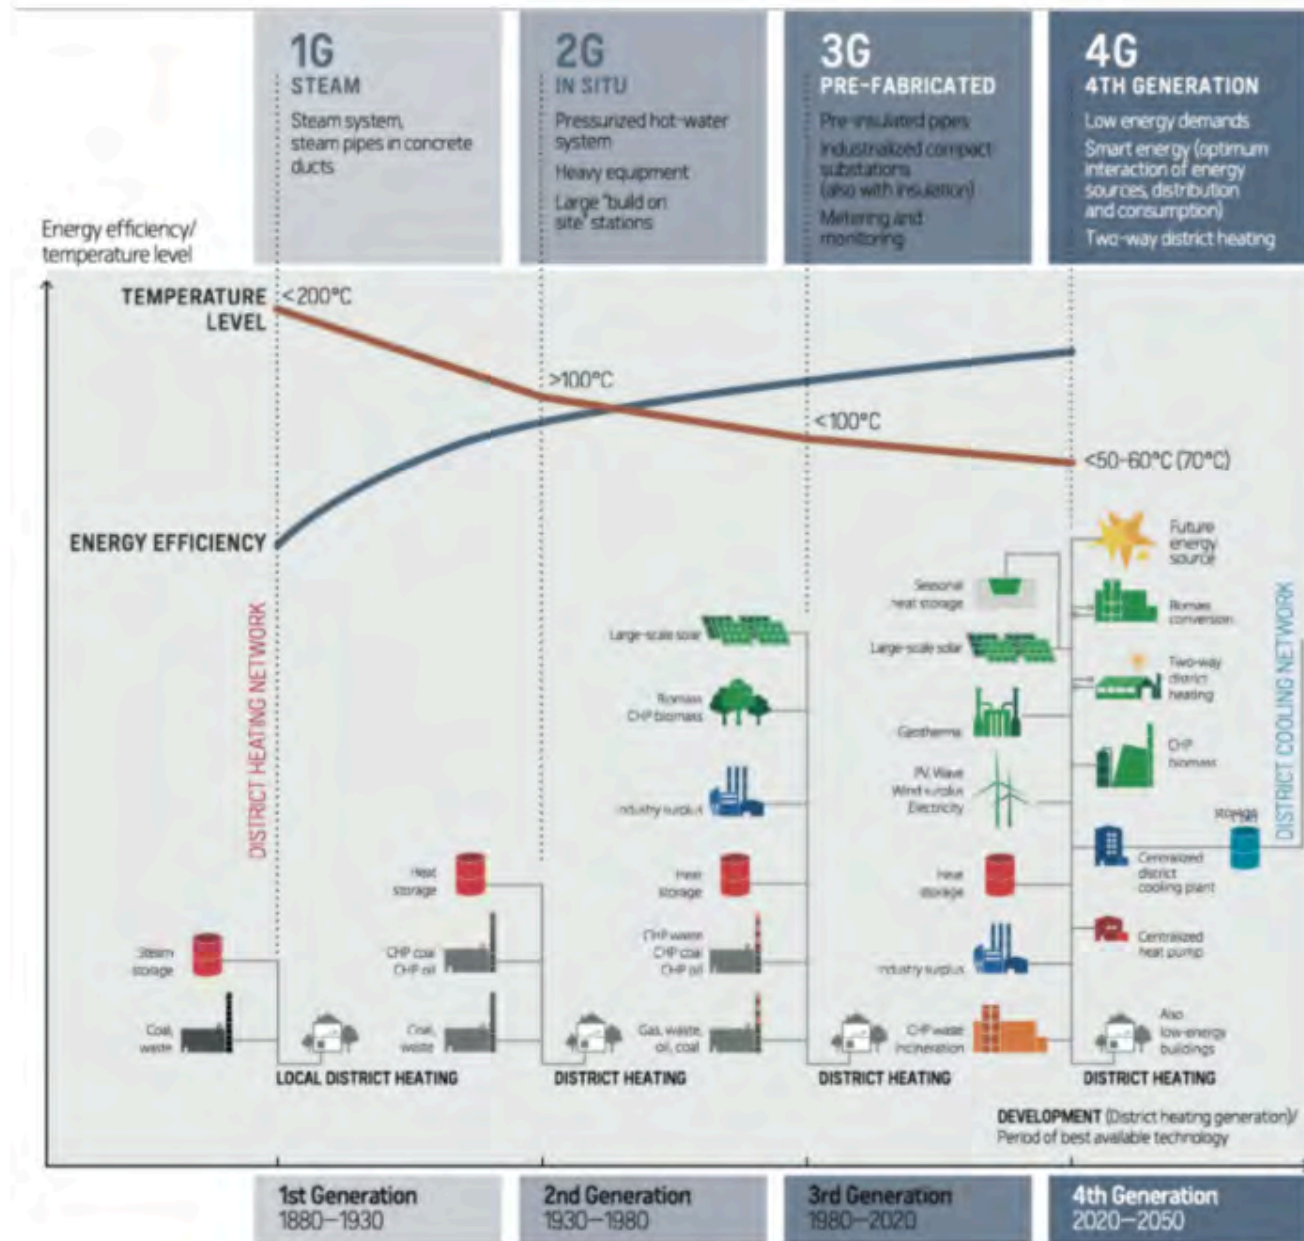 1G
STEAM
Steam system,
steam pipes in concrete
ducts
2G
IN SITU
Pressurized hot-water
system
Heavy equipment
Large "build on
site" stations
3G
PRE-FABRICATED
Pre-insulated pipes
Industrialized compact
substations
(also with insulation)
Metering and
monitoring
4G
4TH GENERATION
Low energy demands
Smart energy (optimum
interaction of energy
sources, distribution
and consumption)
Two-way district heating
Energy efficiency/
temperature level
TEMPERATURE
LEVEL
<200°C
>100°C
<100°C
<50-60°C (70°C)
ENERGY EFFICIENCY
DISTRICT HEATING NETWORK
Steam
storage
Coal,
waste
LOCAL DISTRICT HEATING
Heat
storage
CHP coal
CHP oil
Coal,
waste
DISTRICT HEATING
Large-scale solar
Biomass
CHP biomass
Industry surplus
Heat
storage
CHP waste
CHP coal
CHP oil
Gas, waste,
oil, coal
DISTRICT HEATING
Seasonal
heat storage
Large-scale solar
Geothermal
PV, Wave
Wind surplus
Electricity
Heat
storage
Industry surplus
CHP waste
incineration
Future
energy
source
Biomass
conversion
Two-way
district
heating
CHP
biomass
Centralized
district
cooling plant
storage
Centralized
heat pump
Also
low-energy
buildings
DISTRICT HEATING
DISTRICT COOLING NETWORK
DEVELOPMENT (District heating generation)/
Period of best available technology
1st Generation
1880–1930
2nd Generation
1930–1980
3rd Generation
1980–2020
4th Generation
2020–2050